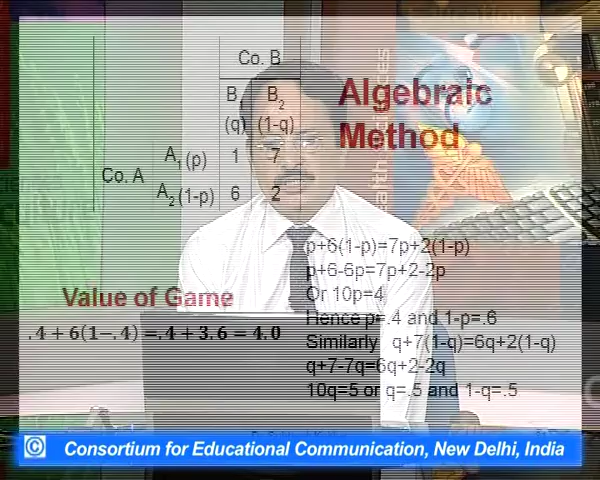 Co. B
B1 B2
(q) (1-q)
A1 (p) 1 7
Co. A
A2 (1-p) 6 2
Algebraic
Method
p+6(1-p)=7p+2(1-p)
p+6-6p=7p+2-2p
Or 10p=4
Hence p=.4 and 1-p=.6
Similarly q+7(1-q)=6q+2(1-q)
q+7-7q=6q+2-2q
10q=5 or q=.5 and 1-q=.5
Value of Game
.4 + 6(1−.4) =.4 + 3.6 = 4.0
© Consortium for Educational Communication, New Delhi, India